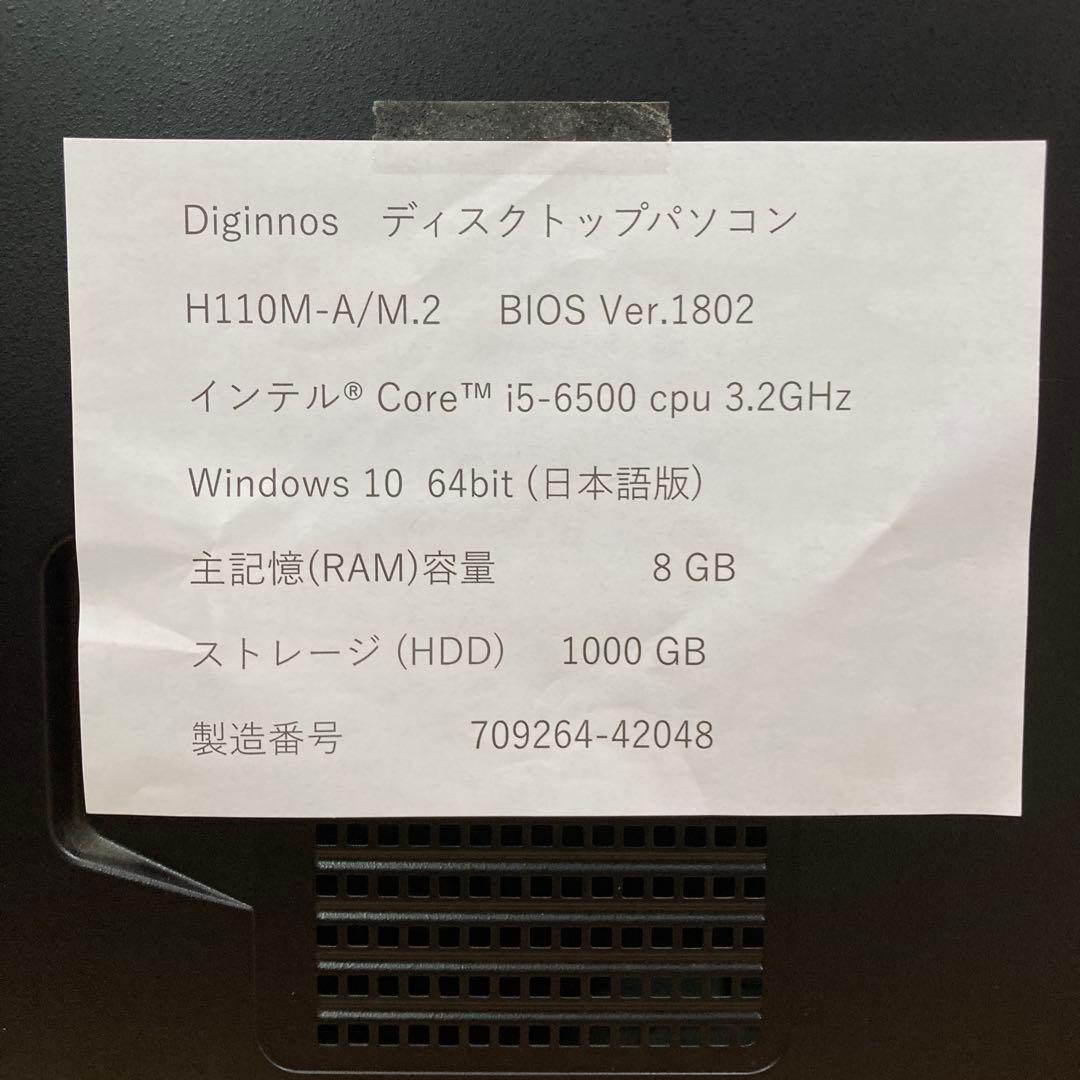 Diginnos　ディスクトップパソコン
H110M-A/M.2　BIOS Ver.1802
インテル® Core™ i5-6500 cpu 3.2GHz
Windows 10 64bit (日本語版)
主記憶(RAM)容量　8 GB
ストレージ (HDD)　1000 GB
製造番号　709264-42048